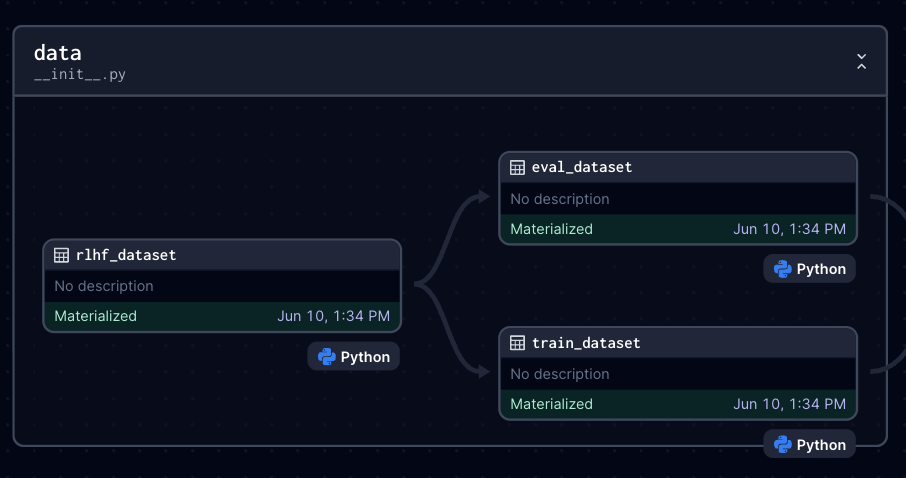 data
__init__.py
rlhf_dataset
No description
Materialized Jun 10, 1:34 PM
Python
eval_dataset
No description
Materialized Jun 10, 1:34 PM
Python
train_dataset
No description
Materialized Jun 10, 1:34 PM
Python